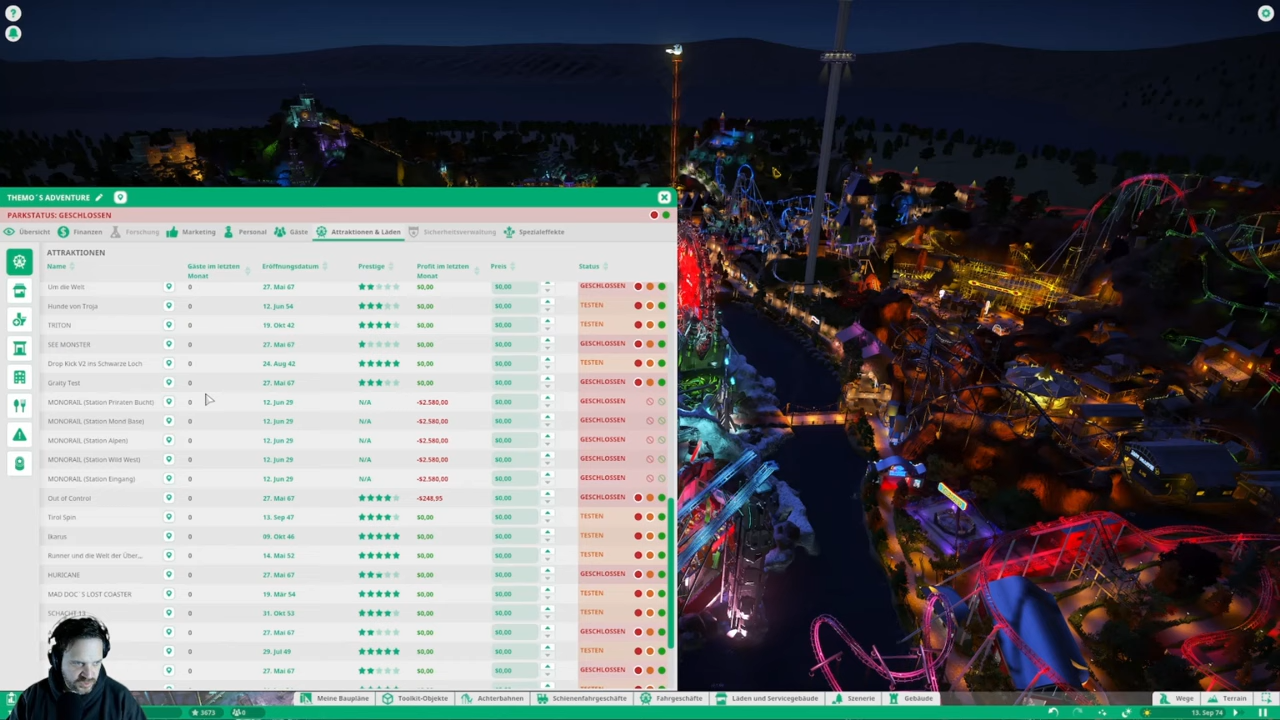 ?
THEMO`S ADVENTURE
PARKSTATUS: GESCHLOSSEN
Übersicht Finanzen Forschung Marketing Personal Gäste Attraktionen & Läden Sicherheitsverwaltung Spezialeffekte
ATTRAKTIONEN
Name Gäste im letzten Monat Eröffnungsdatum Prestige Profit im letzten Monat Preis Status
Um die Welt 0 27. Mai 67 $0,00 $0,00 GESCHLOSSEN
Hunde von Troja 0 12. Jun 54 $0,00 $0,00 TESTEN
TRITON 0 19. Okt 42 $0,00 $0,00 TESTEN
SEE MONSTER 0 27. Mai 67 $0,00 $0,00 GESCHLOSSEN
Drop Kick V2 ins Schwarze Loch 0 24. Aug 42 $0,00 $0,00 TESTEN
Graity Test 0 27. Mai 67 $0,00 $0,00 GESCHLOSSEN
MONORAIL (Station Priraten Bucht) 0 12. Jun 29 N/A -$2.580,00 $0,00 GESCHLOSSEN
MONORAIL (Station Mond Base) 0 12. Jun 29 N/A -$2.580,00 $0,00 GESCHLOSSEN
MONORAIL (Station Alpen) 0 12. Jun 29 N/A -$2.580,00 $0,00 GESCHLOSSEN
MONORAIL (Station Wild West) 0 12. Jun 29 N/A -$2.580,00 $0,00 GESCHLOSSEN
MONORAIL (Station Eingang) 0 12. Jun 29 N/A -$2.580,00 $0,00 GESCHLOSSEN
Out of Control 0 27. Mai 67 -$248,95 $0,00 GESCHLOSSEN
Tirol Spin 0 13. Sep 47 $0,00 $0,00 TESTEN
Ikarus 0 09. Okt 46 $0,00 $0,00 TESTEN
Runner und die Welt der Über... 0 14. Mai 52 $0,00 $0,00 TESTEN
HURICANE 0 27. Mai 67 $0,00 $0,00 GESCHLOSSEN
MAD DOC`S LOST COASTER 0 19. Mär 54 $0,00 $0,00 TESTEN
SCHACHT 13 0 31. Okt 53 $0,00 $0,00 TESTEN
0 27. Mai 67 $0,00 $0,00 GESCHLOSSEN
0 29. Jul 49 $0,00 $0,00 TESTEN
0 27. Mai 67 $0,00 $0,00 GESCHLOSSEN
Meine Baupläne Toolkit-Objekte Achterbahnen Schienenfahrgeschäfte Fahrgeschäfte Läden und Servicegebäude Szenerie Gebäude Wege Terrain
3673 0 13. Sep 74